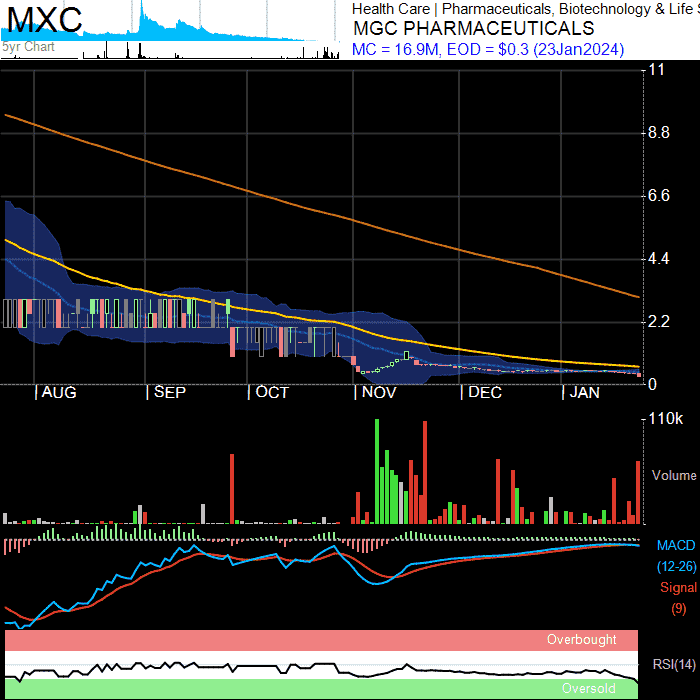 MXC
5yr Chart
Health Care | Pharmaceuticals, Biotechnology & Life S
MGC PHARMACEUTICALS
MC = 16.9M, EOD = $0.3 (23Jan2024)
11
8.8
6.6
4.4
2.2
0
AUG SEP OCT NOV DEC JAN
110k
Volume
MACD
(12-26)
Signal
(9)
Overbought
RSI(14)
Oversold